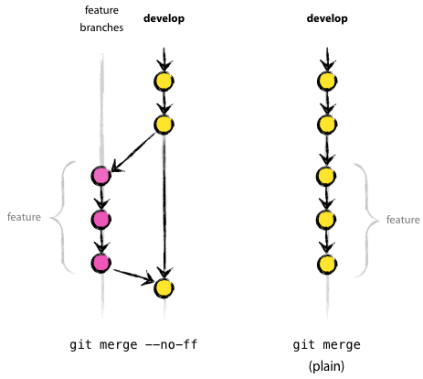 feature
branches
develop
develop
feature
feature
git merge --no-ff
git merge
(plain)